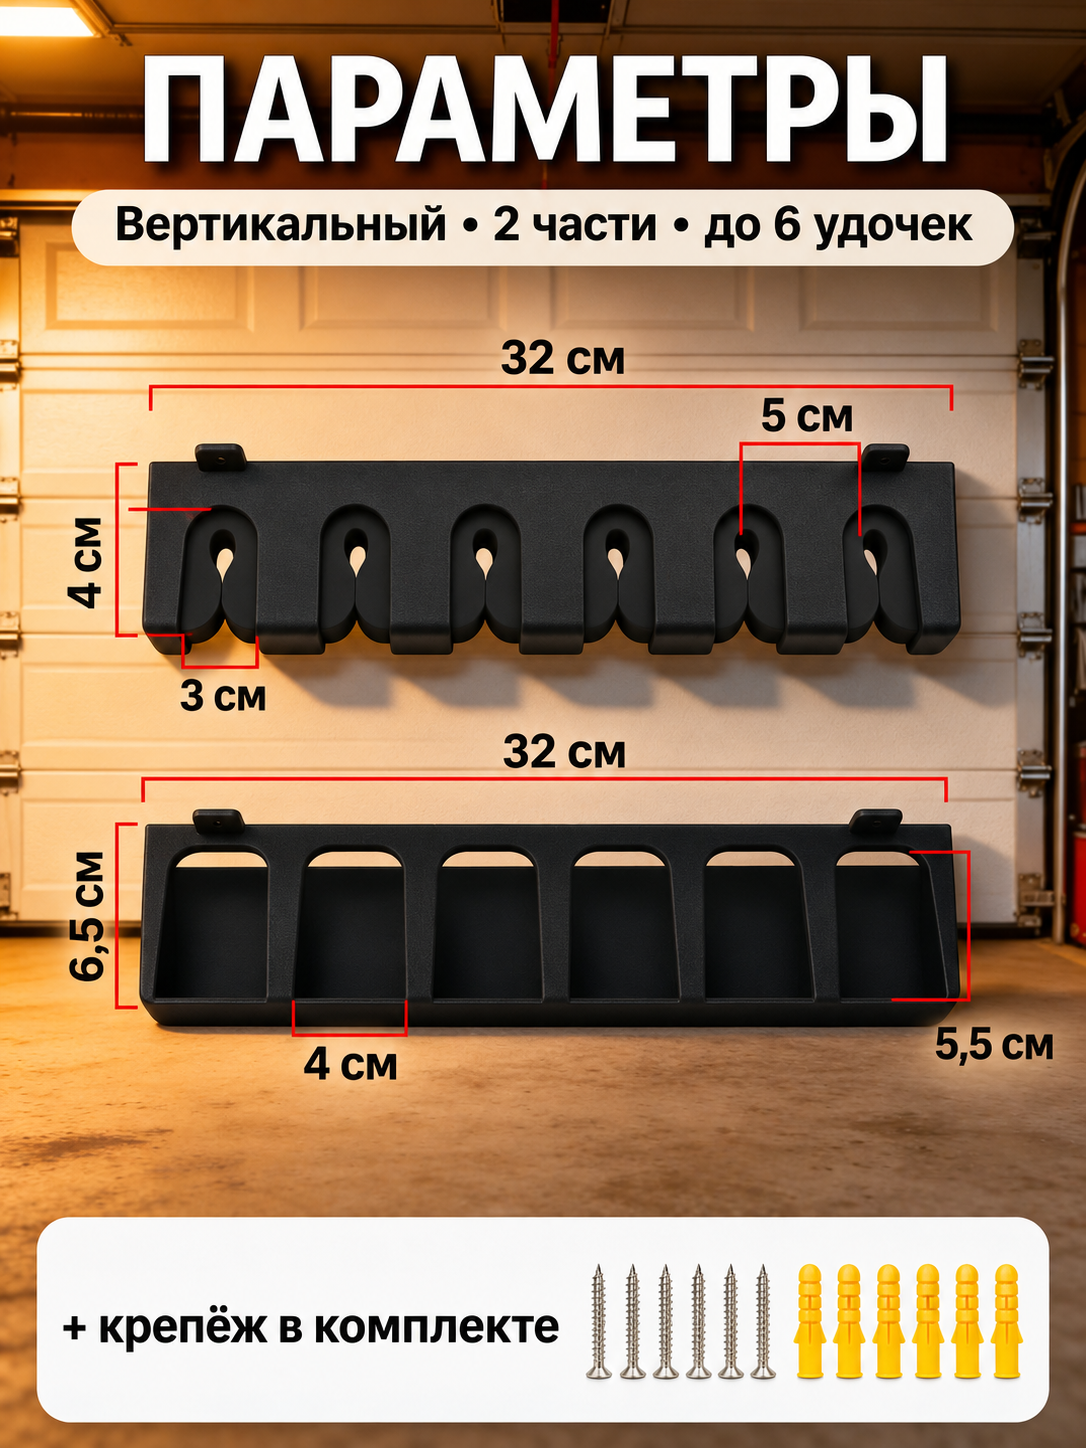 ПАРАМЕТРЫ
Вертикальный • 2 части • до 6 удочек
32 см
5 см
4 см
3 см
32 см
6,5 см
4 см
5,5 см
+ крепёж в комплекте